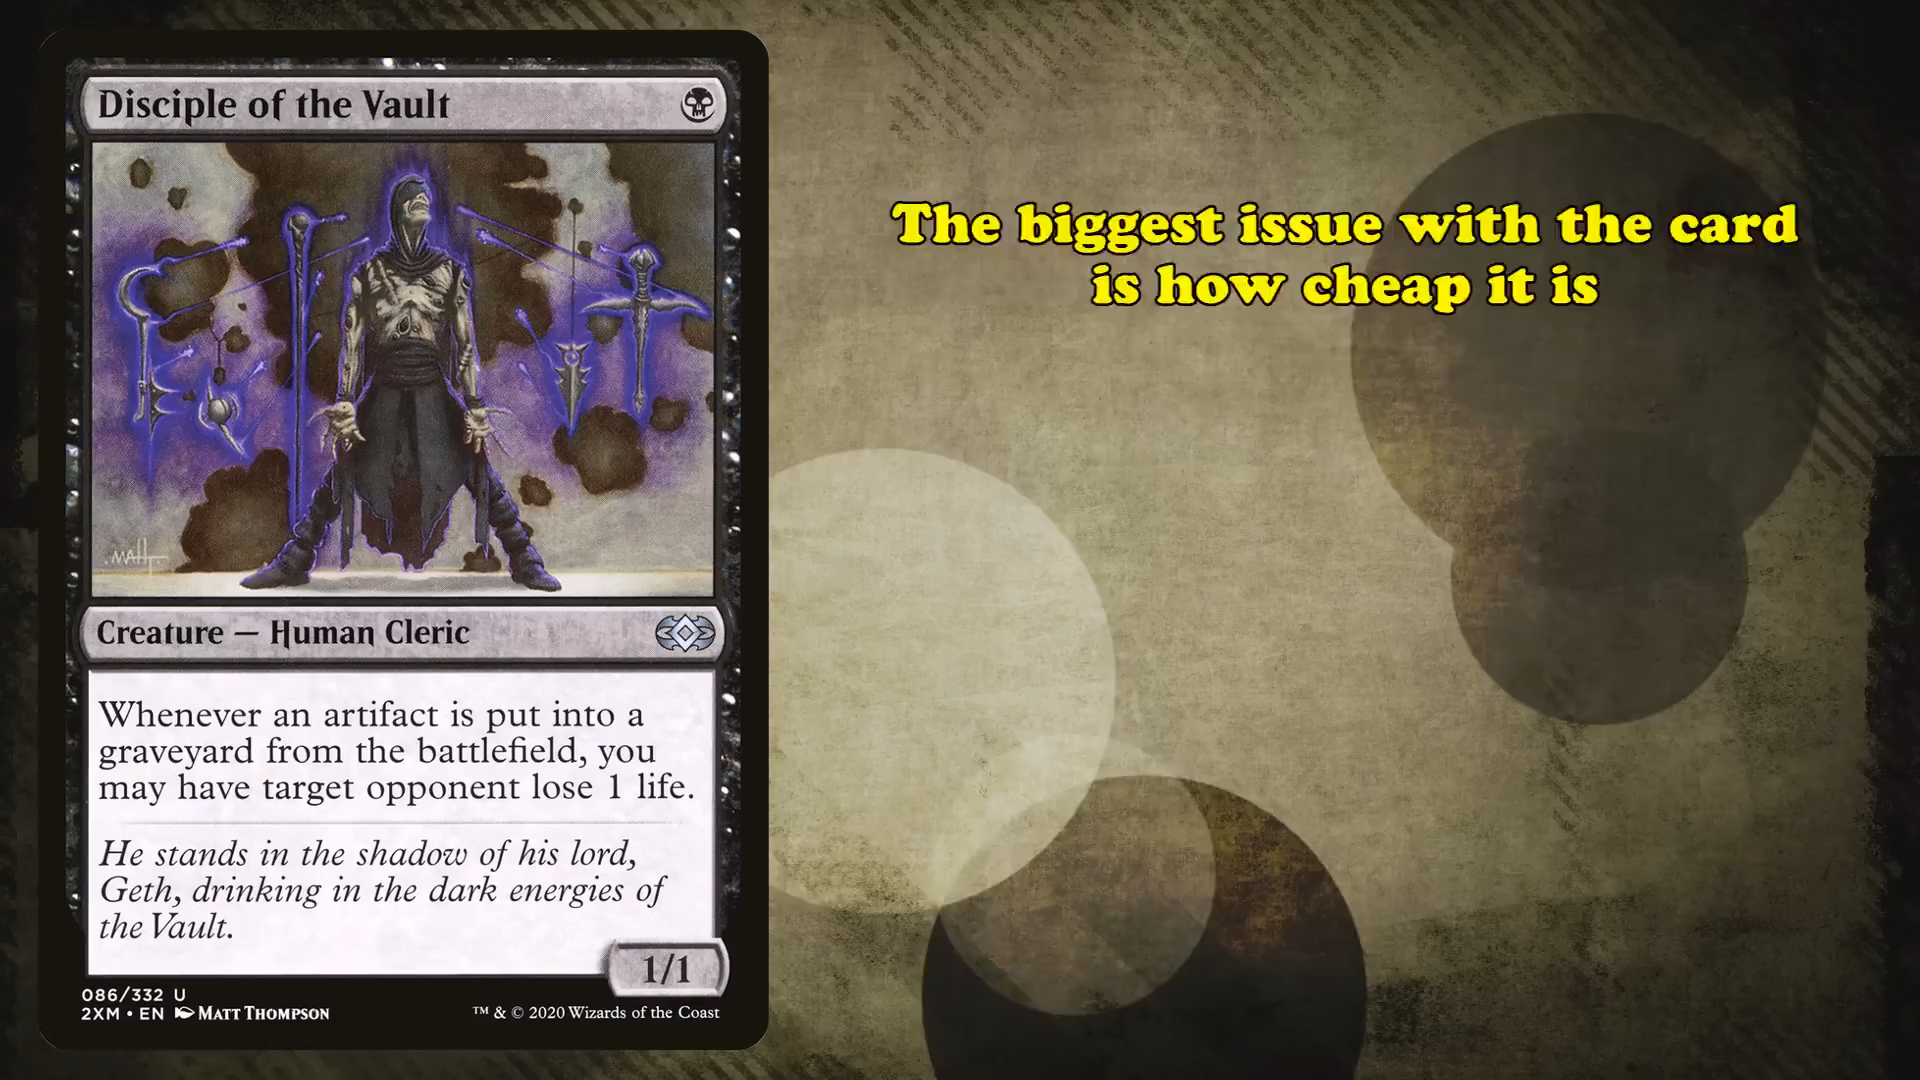 Disciple of the Vault
MATT
Creature — Human Cleric
Whenever an artifact is put into a
graveyard from the battlefield, you
may have target opponent lose 1 life.
He stands in the shadow of his lord,
Geth, drinking in the dark energies of
the Vault.
1/1
086/332 U
2XM • EN MATT THOMPSON
™ & © 2020 Wizards of the Coast
The biggest issue with the card
is how cheap it is